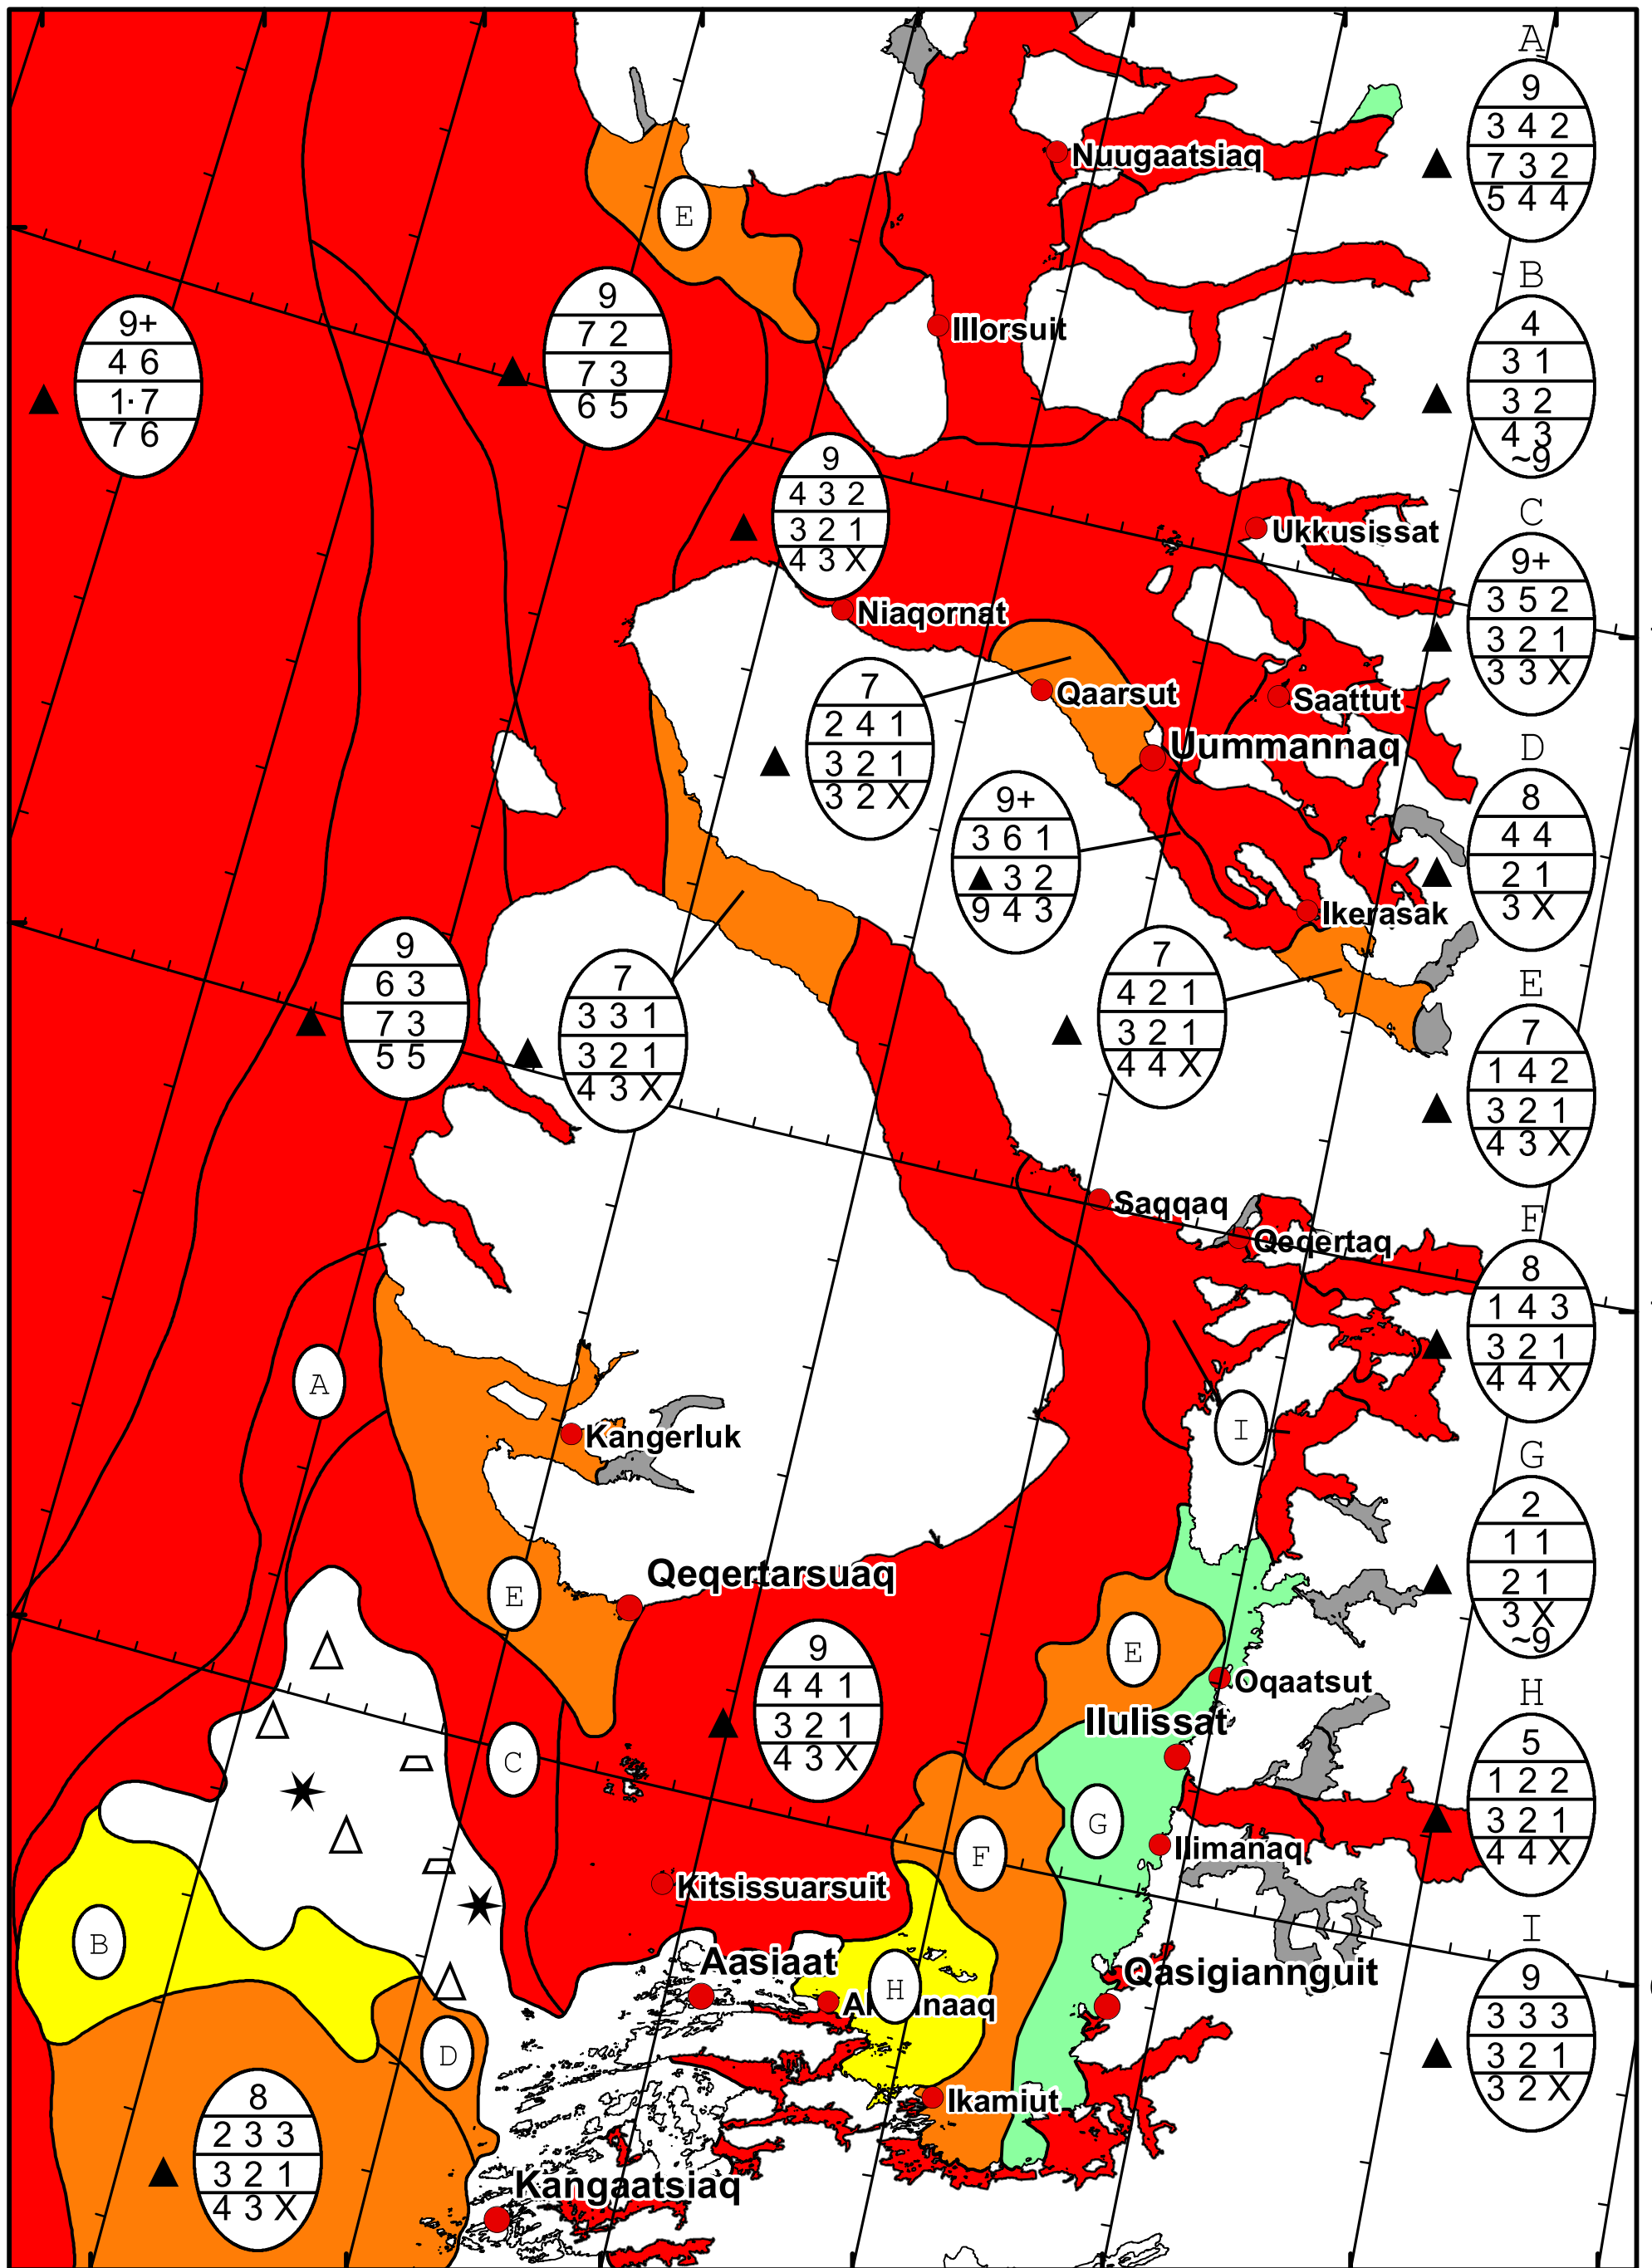 A
9
3 4 2
7 3 2
5 4 4
Nuugaatsiaq
E
B
4
3 1
3 2
4 3
~9
9+
4 6
1· 7
7 6
9
7 2
7 3
6 5
Illorsuit
9
4 3 2
3 2 1
4 3 X
C
9+
3 5 2
3 2 1
3 3 X
Ukkusissat
Niaqornat
7
2 4 1
3 2 1
3 2 X
Qaarsut
Saattut
Uummannaq
D
8
4 4
2 1
3 X
9+
3 6 1
▲ 3 2
9 4 3
Ikerasak
9
6 3
7 3
5 5
7
3 3 1
3 2 1
4 3 X
7
4 2 1
3 2 1
4 4 X
E
7
1 4 2
3 2 1
4 3 X
Saqqaq
Qeqertaq
F
8
1 4 3
3 2 1
4 4 X
A
Kangerluk
I
G
2
1 1
2 1
3 X
~9
E
Qeqertarsuaq
E
Oqaatsut
Ilulissat
9
4 4 1
3 2 1
4 3 X
C
H
5
1 2 2
3 2 1
4 4 X
G
F
Ilimanaq
Kitsissuarsuit
B
Aasiaat
H
Qasigiannguit
I
9
3 3 3
3 2 1
3 2 X
D
8
2 3 3
3 2 1
4 3 X
Ikamiut
Kangaatsiaq